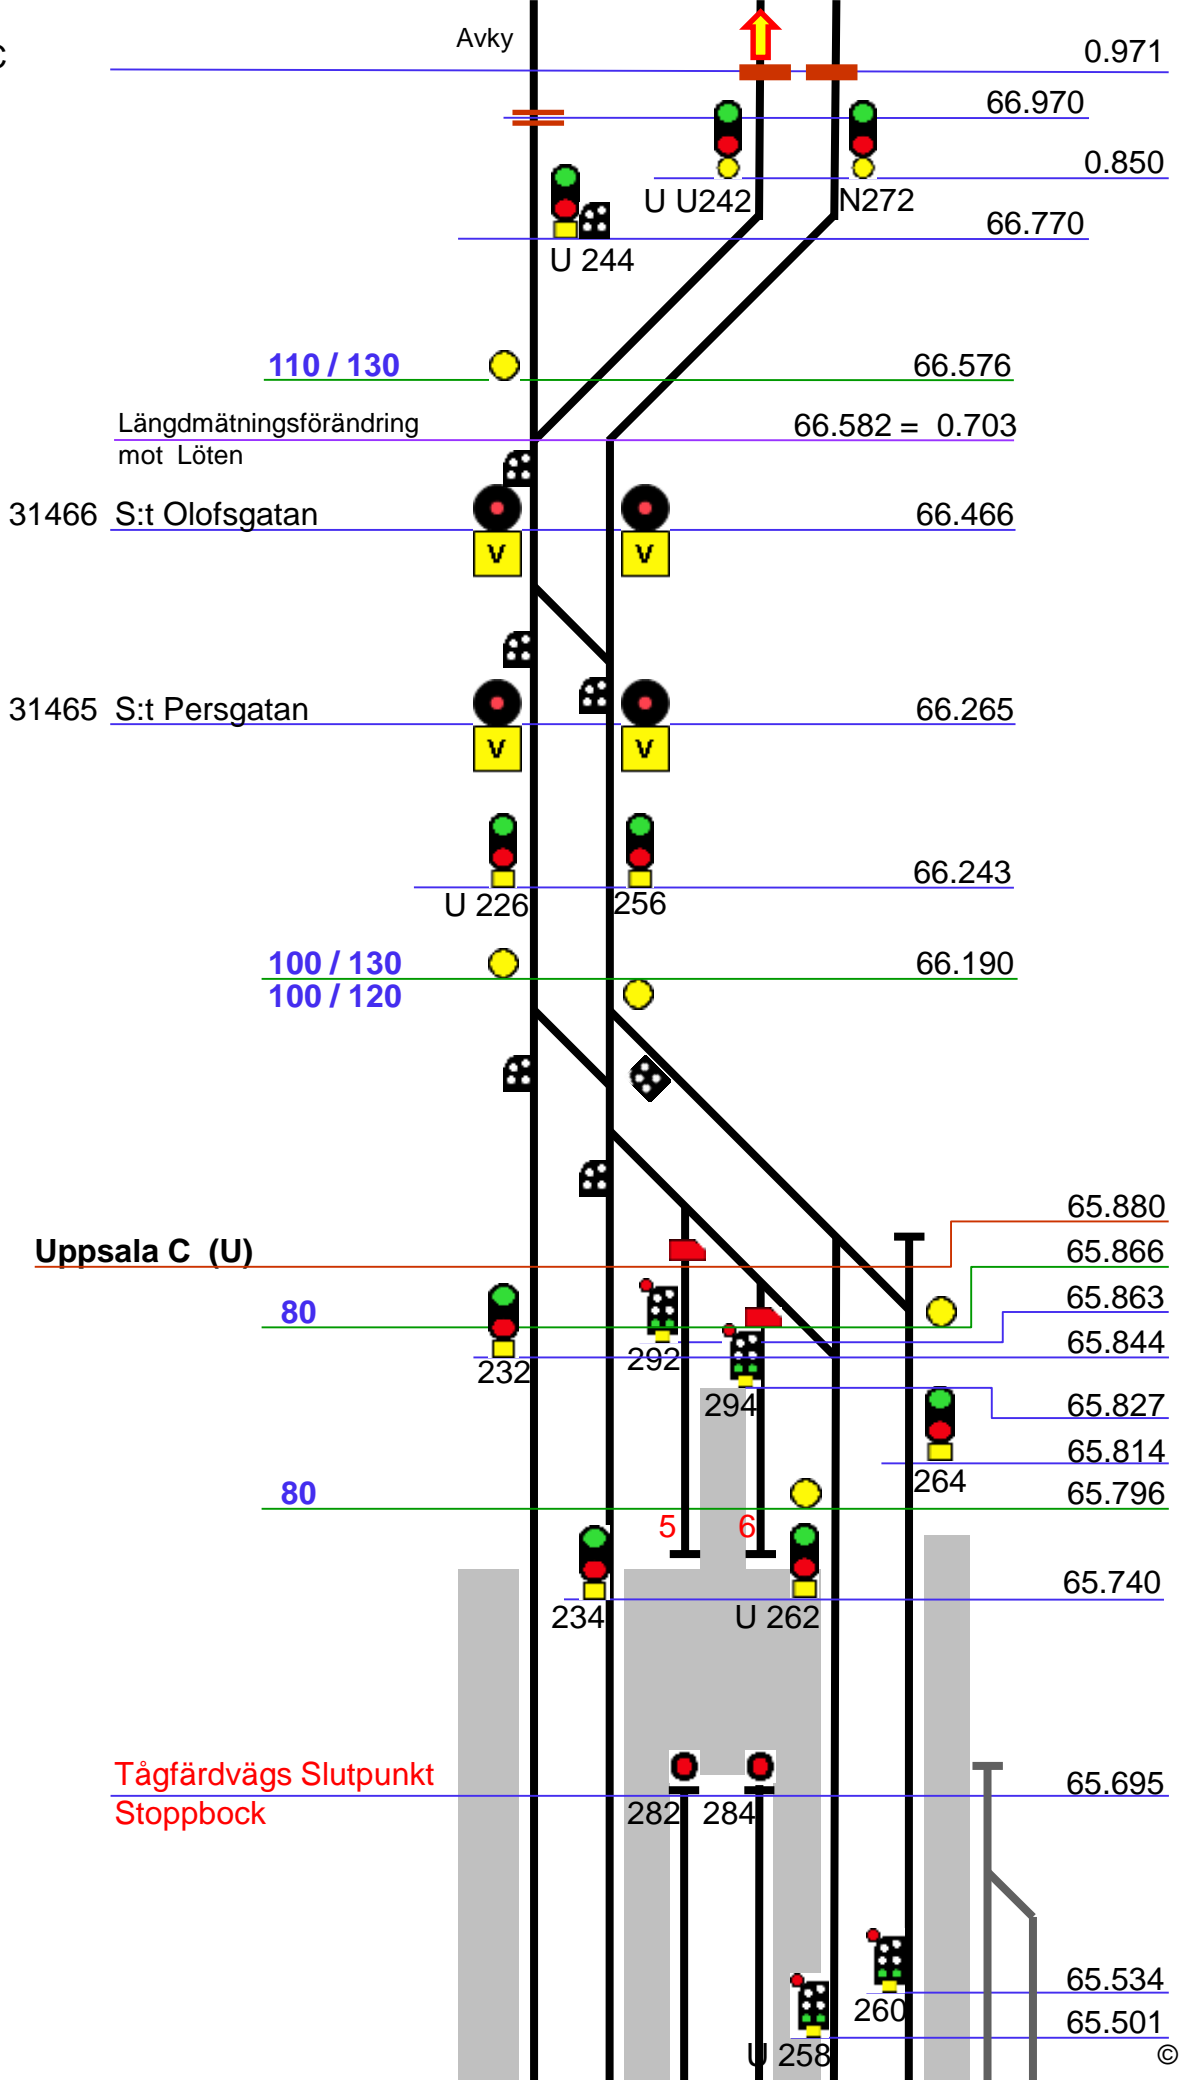 C
Avky
0.971
66.970
0.850
U U242
N272
66.770
U 244
110 / 130
66.576
Längdmätningsförändring
66.582 = 0.703
mot Löten
31466 S:t Olofsgatan
66.466
V V
31465 S:t Persgatan
66.265
V V
66.243
U 226
256
100 / 130
66.190
100 / 120
65.880
Uppsala C (U)
65.866
80
65.863
292
65.844
232
294
65.827
65.814
264
80
65.796
5 6
65.740
234
U 262
Tågfärdvägs Slutpunkt
65.695
Stoppbock
282 284
65.534
260
65.501
U 258
©